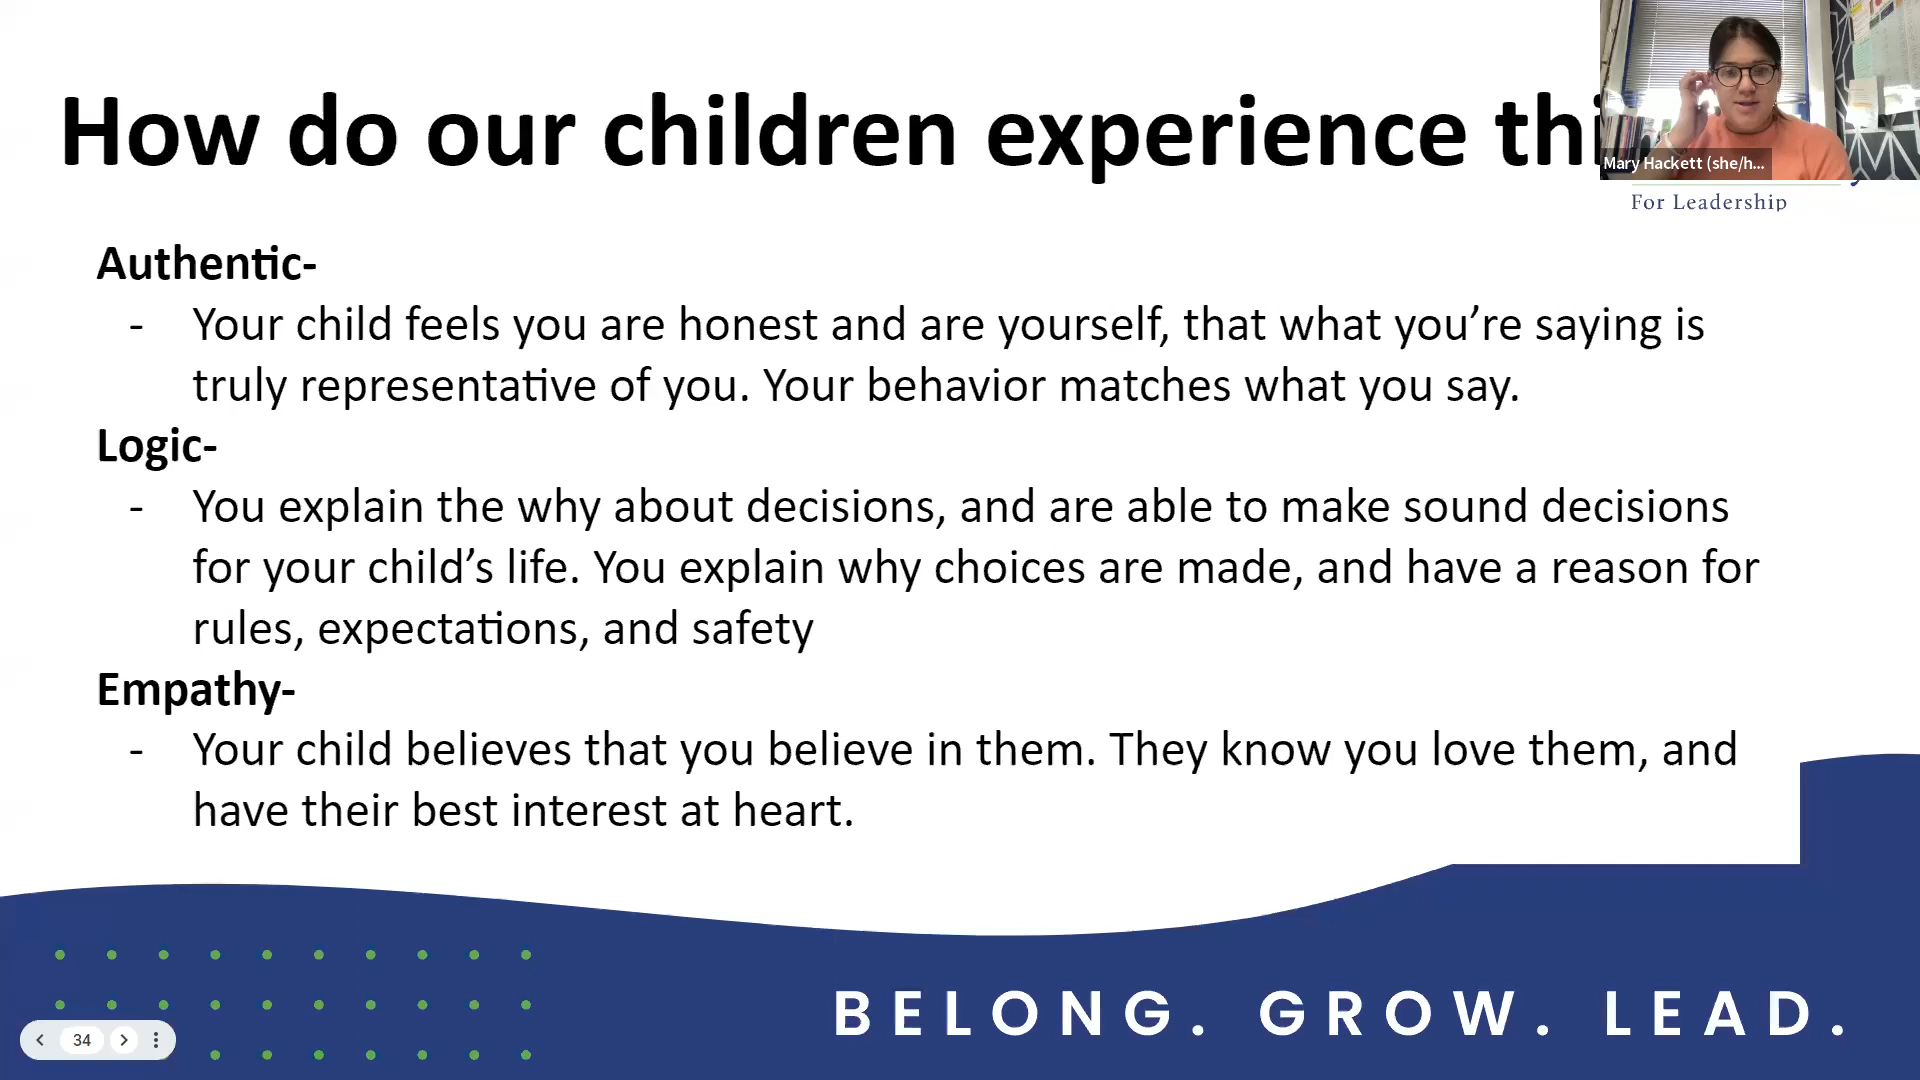 How do our children experience thi
Mary Hackett (she/h...
For Leadership
Authentic-
- Your child feels you are honest and are yourself, that what you’re saying is
truly representative of you. Your behavior matches what you say.
Logic-
- You explain the why about decisions, and are able to make sound decisions
for your child’s life. You explain why choices are made, and have a reason for
rules, expectations, and safety
Empathy-
- Your child believes that you believe in them. They know you love them, and
have their best interest at heart.
BELONG. GROW. LEAD.
34